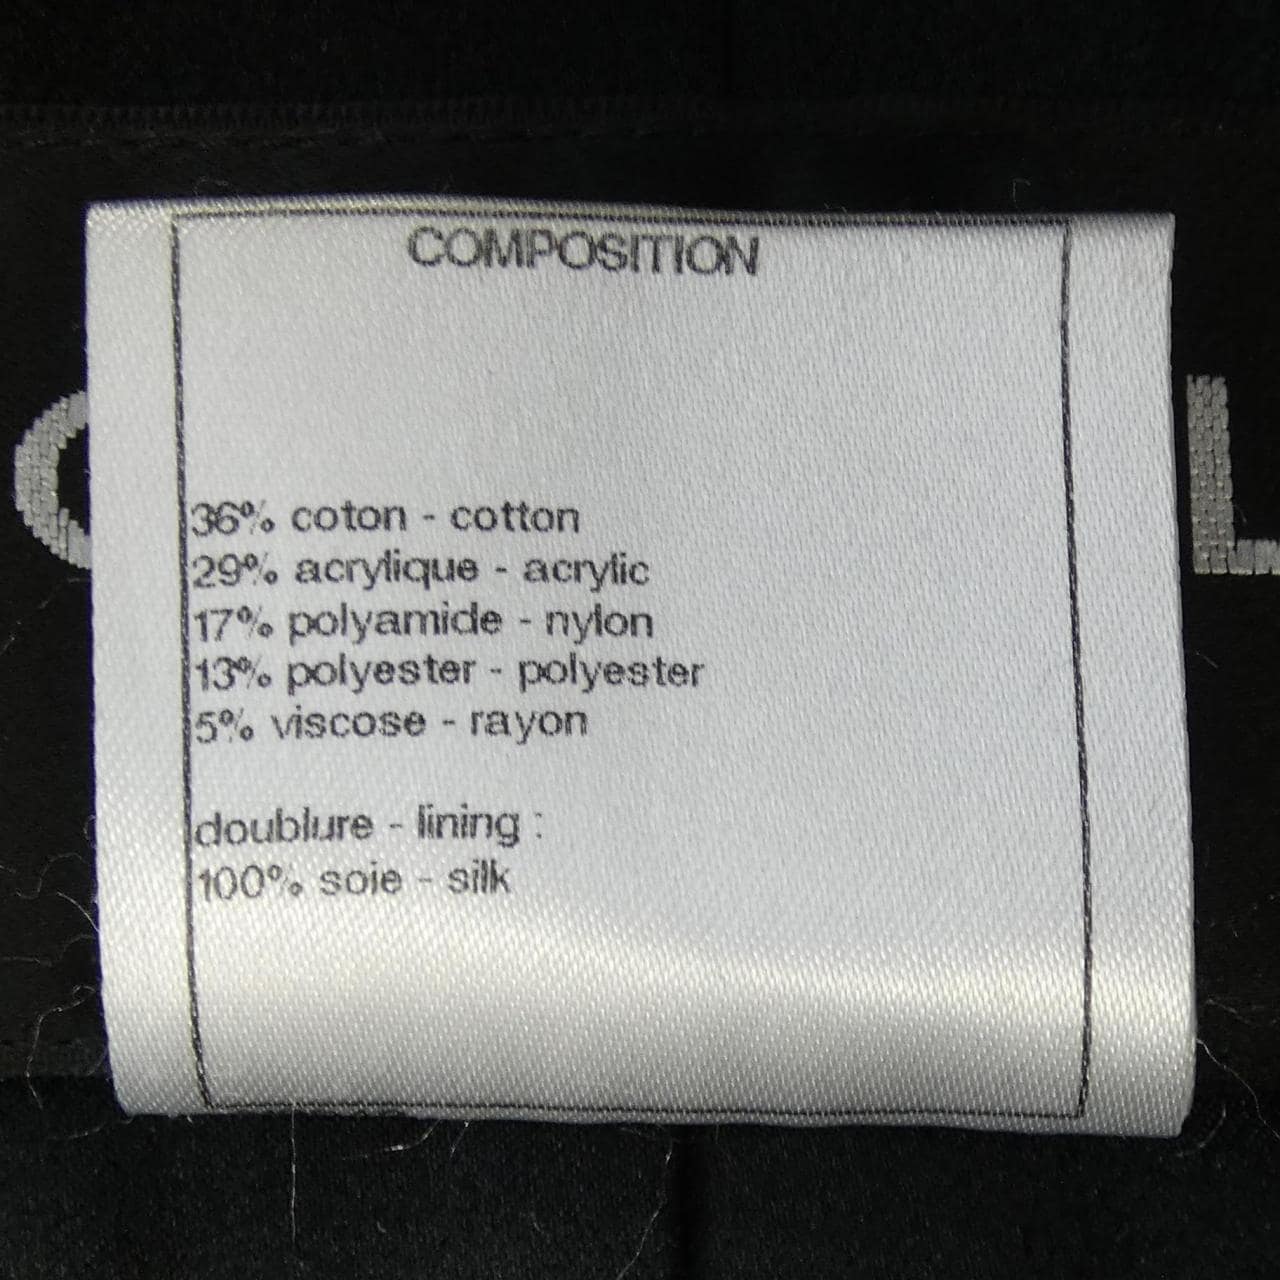 COMPOSITION
36% coton - cotton
29% acrylique - acrylic
17% polyamide - nylon
13% polyester - polyester
5% viscose - rayon
doublure - lining :
100% soie - silk